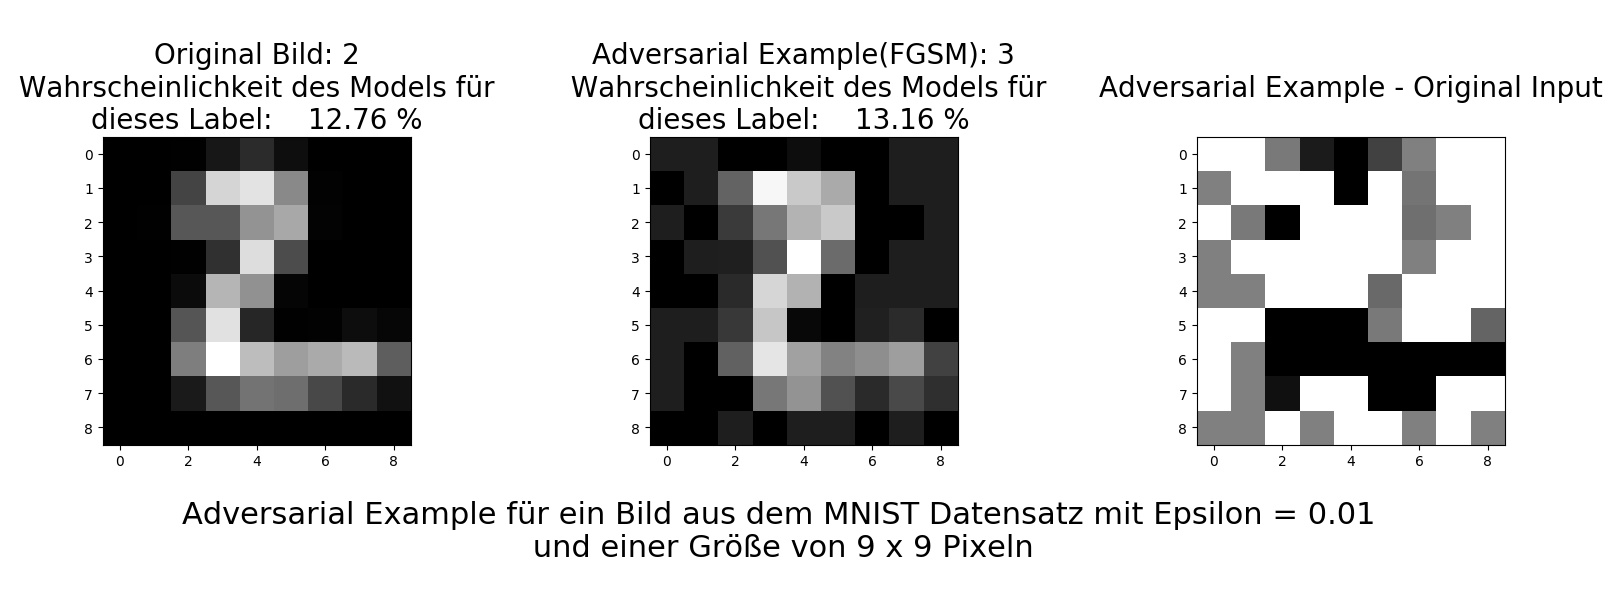 Original Bild: 2
Wahrscheinlichkeit des Models für
dieses Label: 12.76 %
Adversarial Example(FGSM): 3
Wahrscheinlichkeit des Models für
dieses Label: 13.16 %
Adversarial Example - Original Input
0
1
2
3
4
5
6
7
8
0 2 4 6 8
0
1
2
3
4
5
6
7
8
0 2 4 6 8
0
1
2
3
4
5
6
7
8
0 2 4 6 8
Adversarial Example für ein Bild aus dem MNIST Datensatz mit Epsilon = 0.01
und einer Größe von 9 x 9 Pixeln